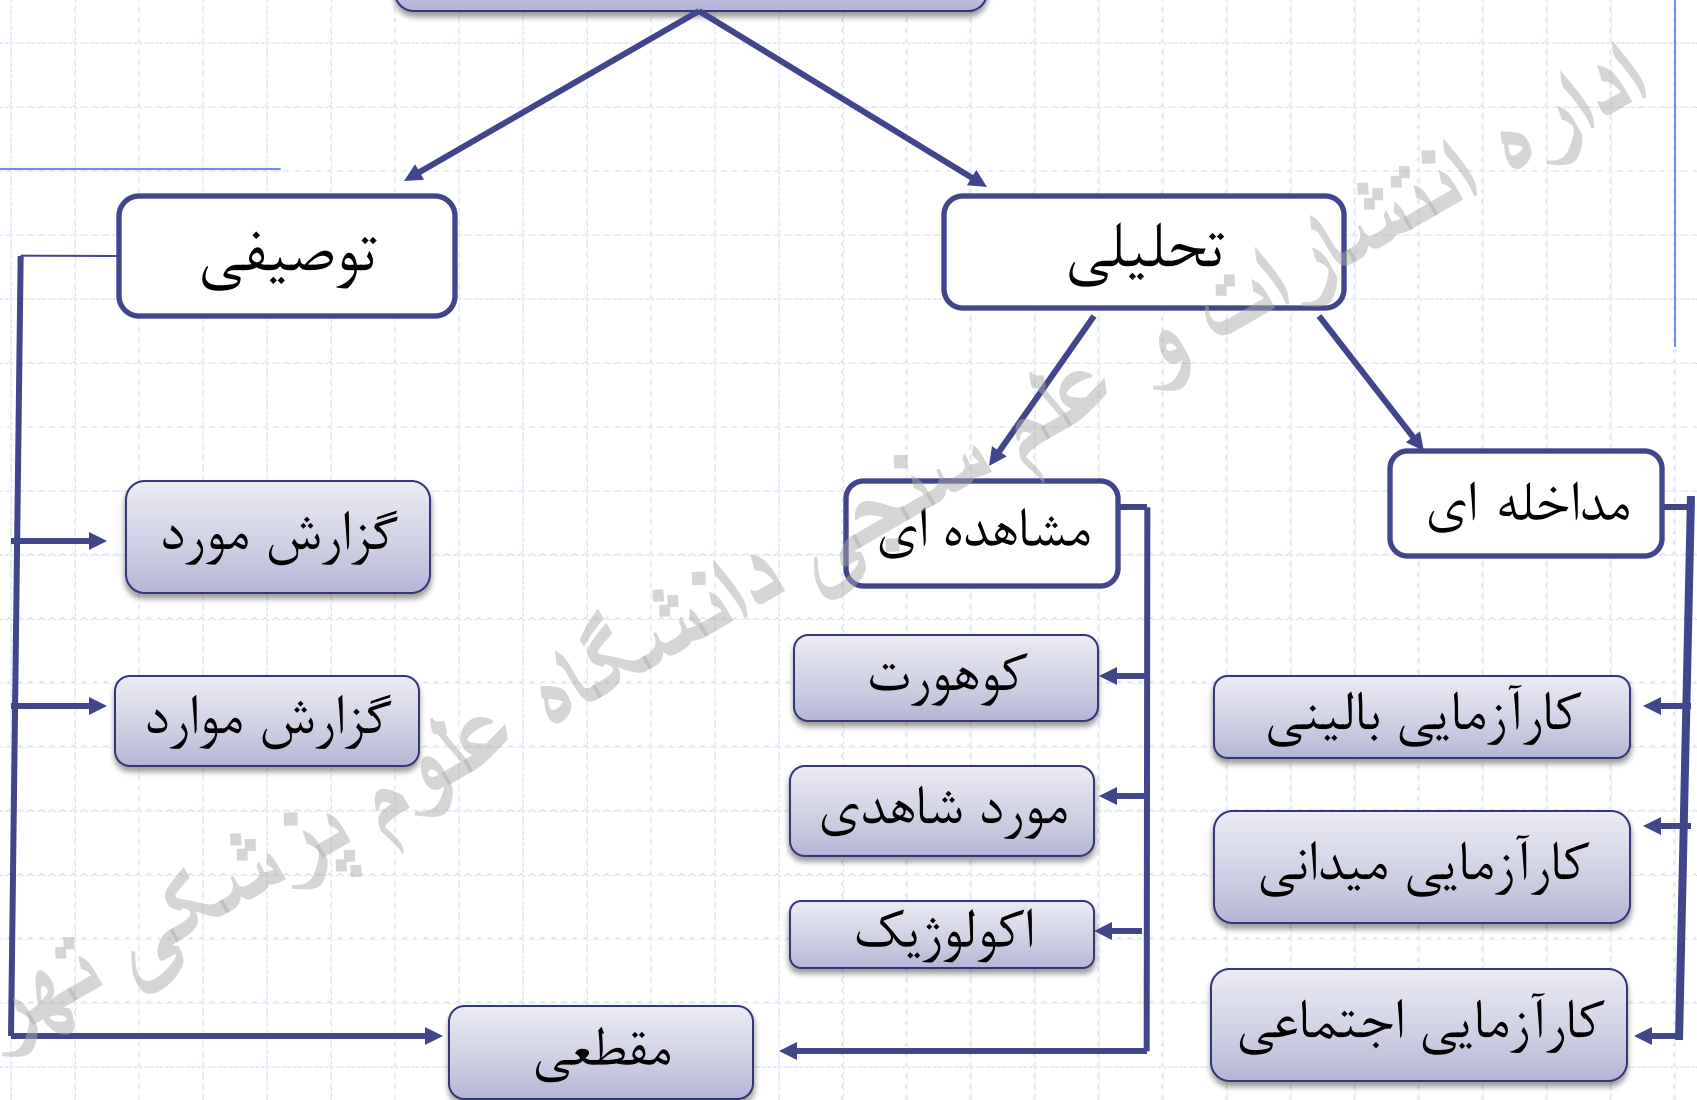 تحلیلی
توصیفی
مداخله ای
مشاهده ای
گزارش مورد
کوهورت
کارآزمایی بالینی
گزارش موارد
مورد شاهدی
کارآزمایی میدانی
اکولوژیک
کارآزمایی اجتماعی
مقطعی
اداره انتشارات و علم سنجی دانشگاه علوم پزشکی تهر